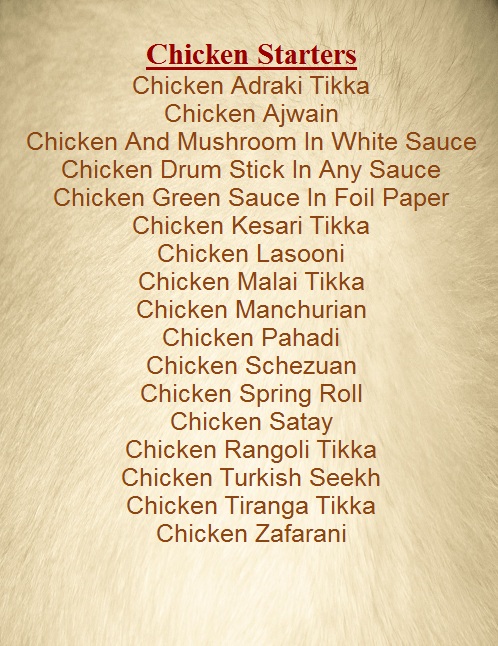 Chicken Starters
Chicken Adraki Tikka
Chicken Ajwain
Chicken And Mushroom In White Sauce
Chicken Drum Stick In Any Sauce
Chicken Green Sauce In Foil Paper
Chicken Kesari Tikka
Chicken Lasooni
Chicken Malai Tikka
Chicken Manchurian
Chicken Pahadi
Chicken Schezuan
Chicken Spring Roll
Chicken Satay
Chicken Rangoli Tikka
Chicken Turkish Seekh
Chicken Tiranga Tikka
Chicken Zafarani